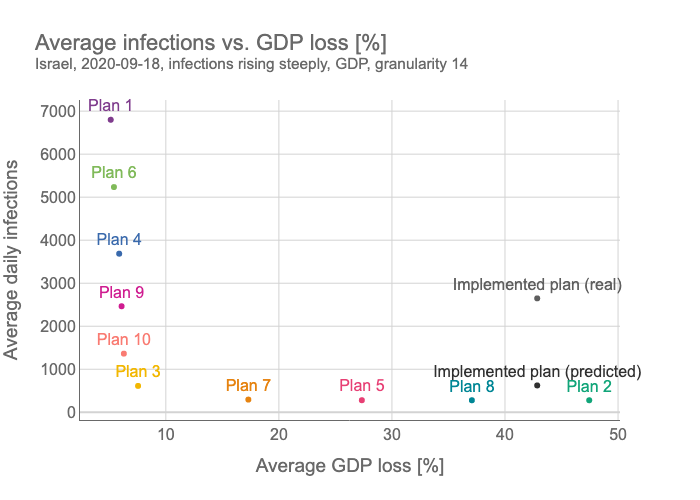 Average infections vs. GDP loss [%]
Israel, 2020-09-18, infections rising steeply, GDP, granularity 14
Plan 1
7000
6000
Plan 6
5000
Plan 4
4000
Plan 9
3000
Implemented plan (real)
2000
Plan 10
1000
Plan 3
Implemented plan (predicted)
Plan 7
Plan 5
Plan 8
Plan 2
0
10
20
30
40
50
Average daily infections
Average GDP loss [%]